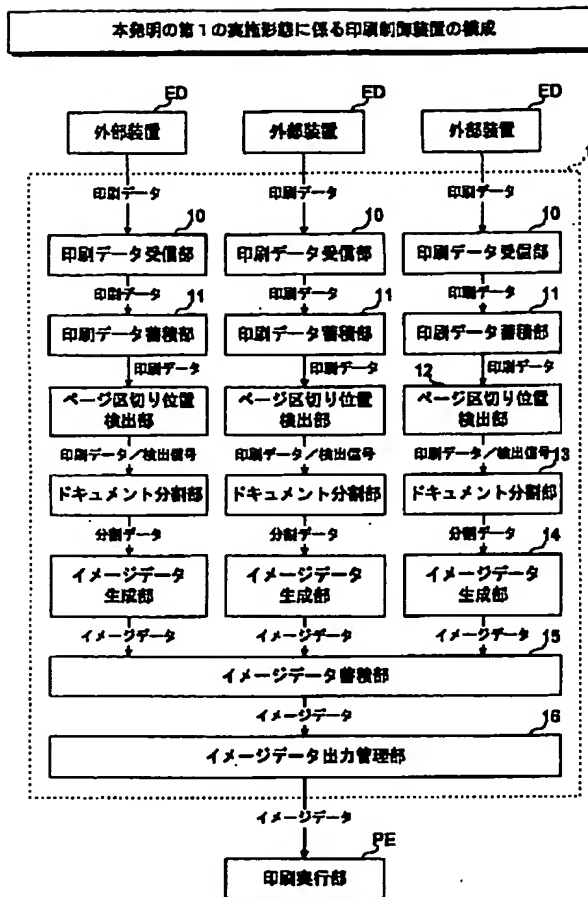 本発明の第1の実施形態に係る印刷制御装置の構成
ED ED ED
外部装置 外部装置 外部装置
印刷データ 印刷データ 印刷データ
10 10 10
印刷データ受信部 印刷データ受信部 印刷データ受信部
印刷データ 印刷データ 印刷データ
11 11 11
印刷データ蓄積部 印刷データ蓄積部 印刷データ蓄積部
印刷データ 印刷データ 印刷データ
12
ページ区切り位置 ページ区切り位置 ページ区切り位置
検出部 検出部 検出部
印刷データ/検出信号 印刷データ/検出信号 印刷データ/検出信号
13
ドキュメント分割部 ドキュメント分割部 ドキュメント分割部
分割データ 分割データ 分割データ
14
イメージデータ イメージデータ イメージデータ
生成部 生成部 生成部
イメージデータ イメージデータ イメージデータ
15
イメージデータ蓄積部
イメージデータ
16
イメージデータ出力管理部
イメージデータ
PE
印刷実行部